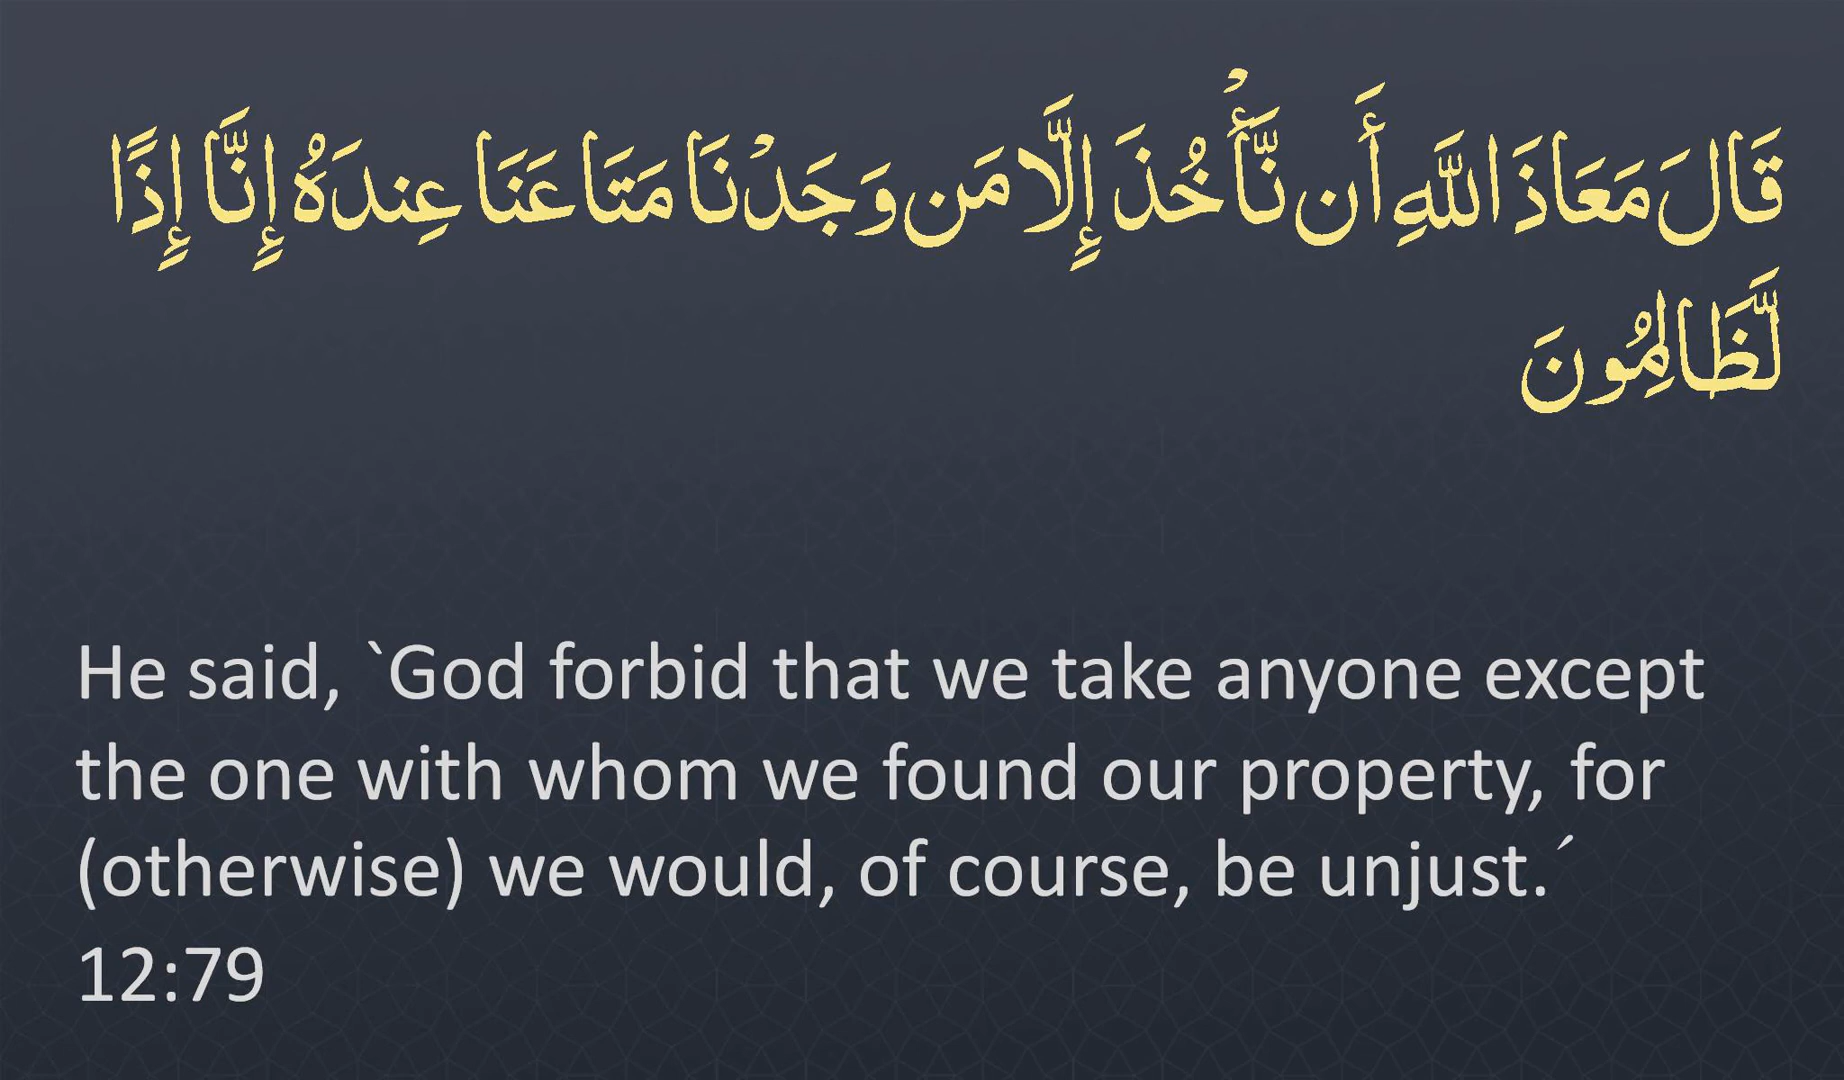 قَالَ مَعَاذَ اللَّهِ أَن نَّأْخُذَ إِلَّا مَن وَجَدْنَا مَتَاعَنَا عِندَهُ إِنَّا إِذًا
لَّظَالِمُونَ
He said, `God forbid that we take anyone except
the one with whom we found our property, for
(otherwise) we would, of course, be unjust.´
12:79